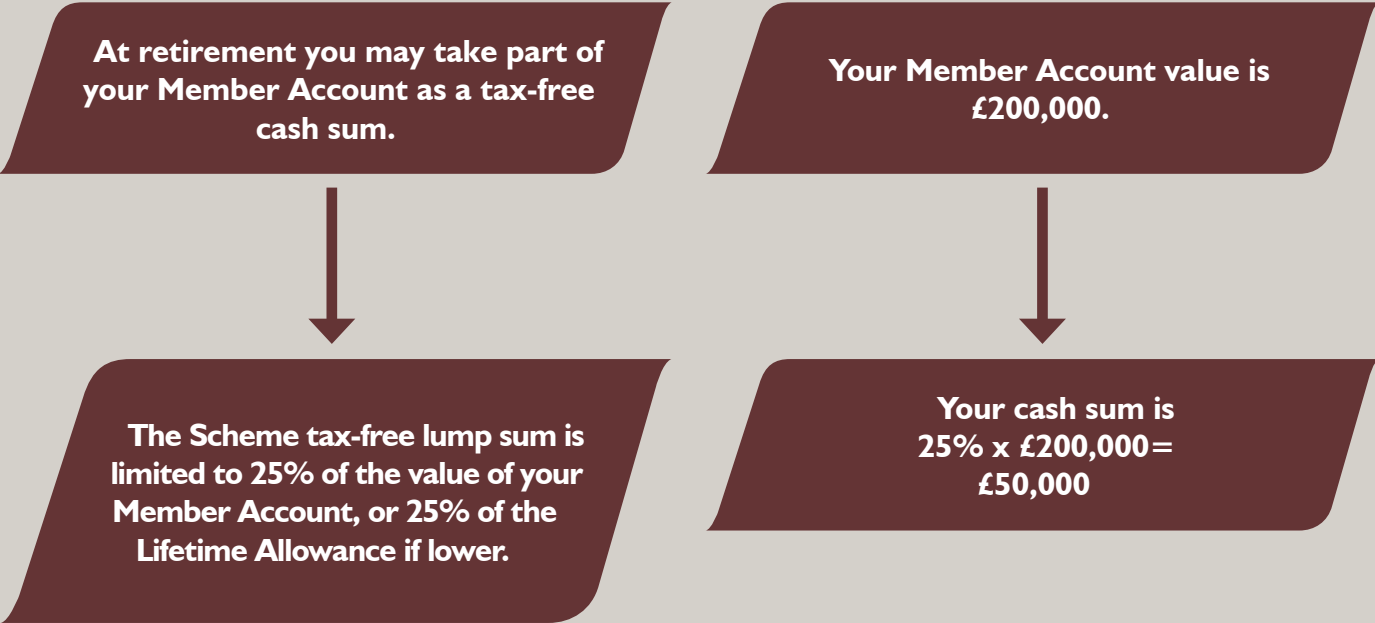 At retirement you may take part of
your Member Account as a tax-free
cash sum.
The Scheme tax-free lump sum is
limited to 25% of the value of your
Member Account, or 25% of the
Lifetime Allowance if lower.
Your Member Account value is
£200,000.
Your cash sum is
25% x £200,000=
£50,000